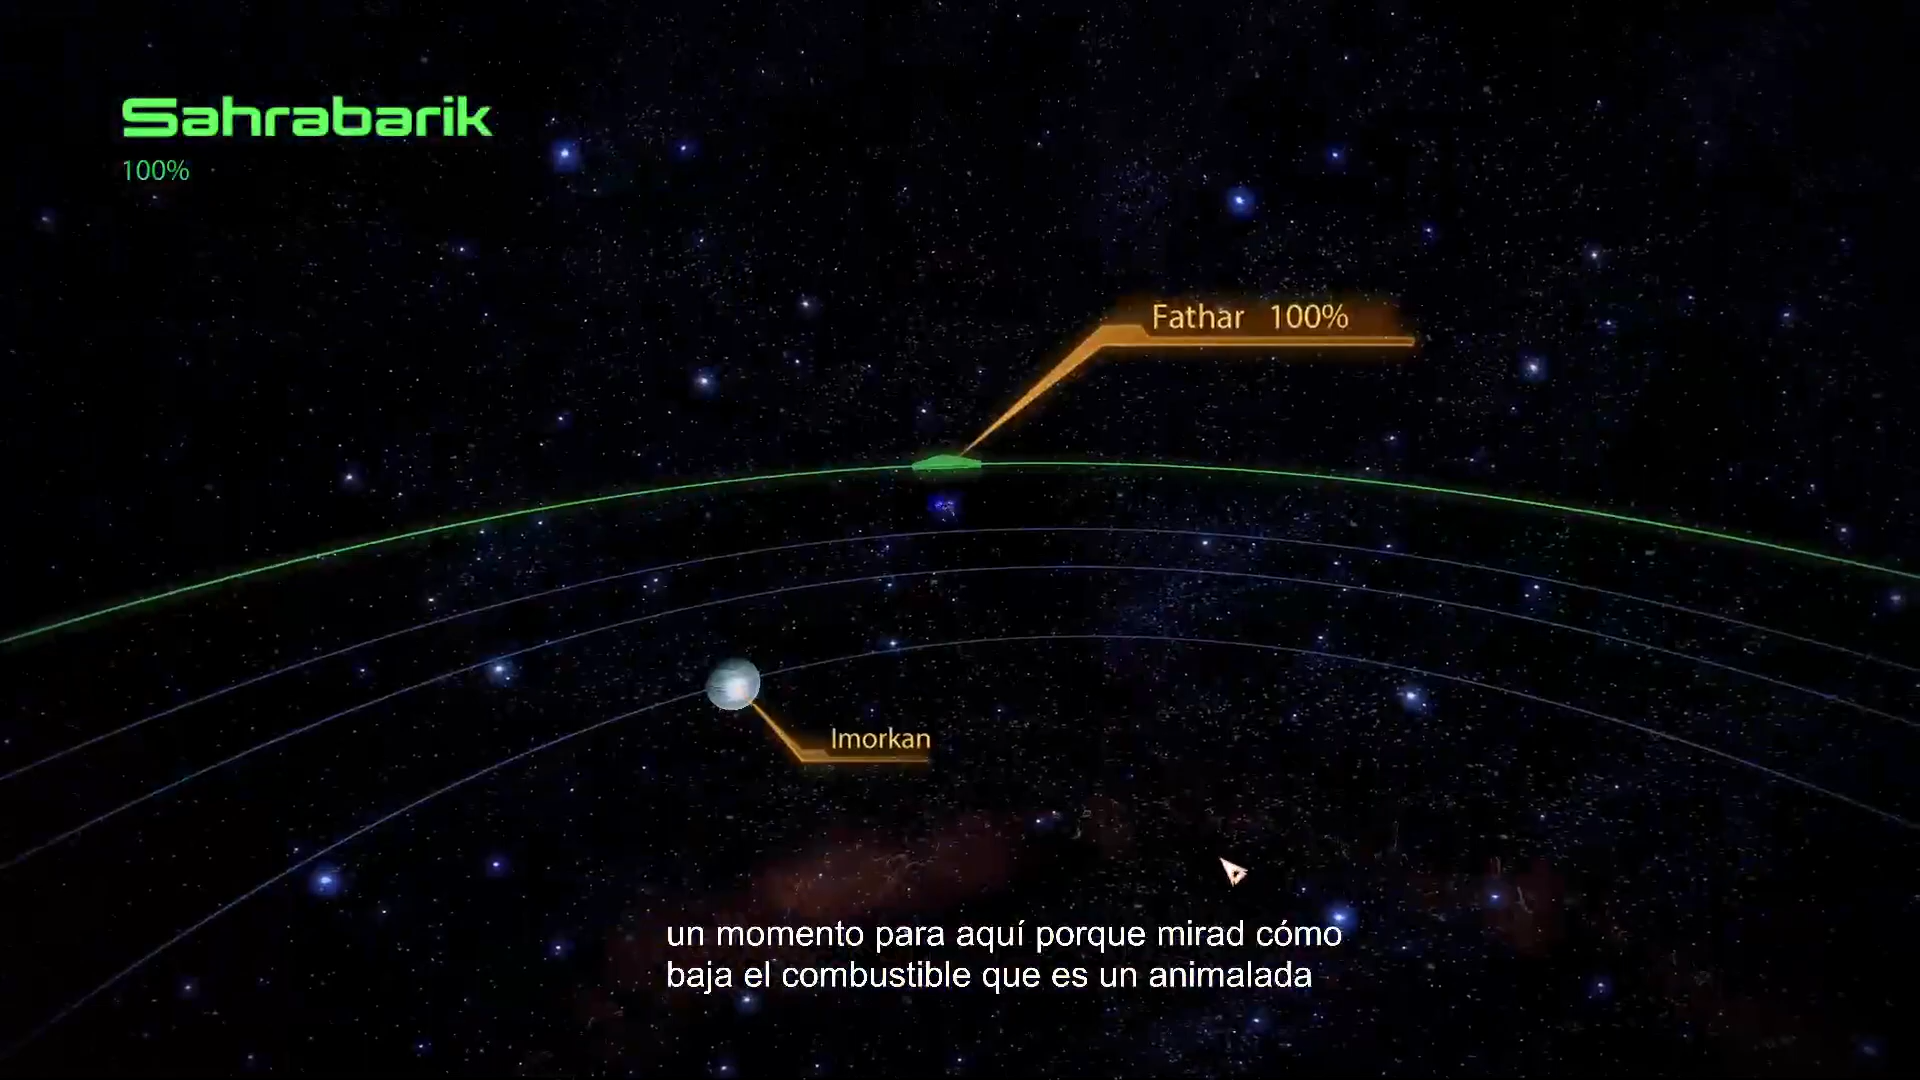 Sahrabarik
100%
Fathar 100%
Imorkan
un momento para aquí porque mirad cómo
baja el combustible que es un animalada